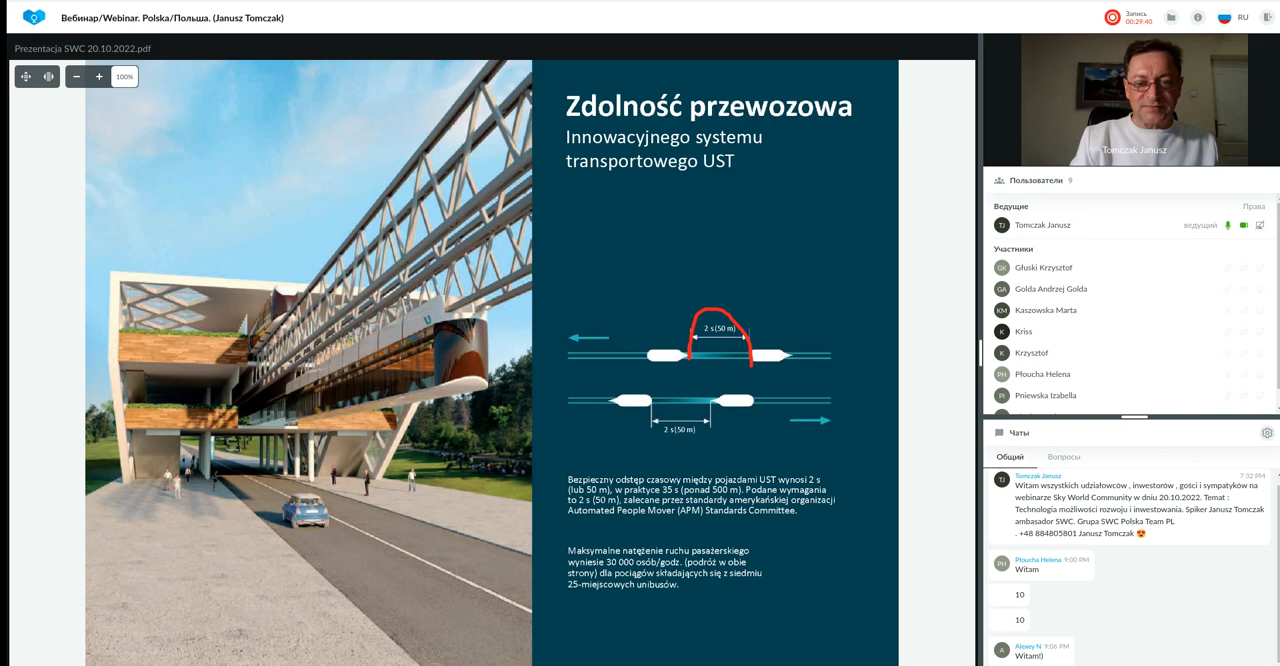 Вебинар/Webinar. Polska/Польша. (Janusz Tomczak)
Запись
00:29:40
RU
Prezentacja SWC 20.10.2022.pdf
100%
Zdolność przewozowa
Innowacyjnego systemu
transportowego UST
2 s (50 m)
2 s (50 m)
Bezpieczny odstęp czasowy między pojazdami UST wynosi 2 s
(lub 50 m), w praktyce 35 s (ponad 500 m). Podane wymagania
to 2 s (50 m), zalecane przez standardy amerykańskiej organizacji
Automated People Mover (APM) Standards Committee.
Maksymalne natężenie ruchu pasażerskiego
wyniesie 30 000 osób/godz. (podróż w obie
strony) dla pociągów składających się z siedmiu
25-miejscowych unibusów.
Tomczak Janusz
Пользователи 9
Ведущие Права
TJ Tomczak Janusz ведущий
Участники
GK Głuski Krzysztof
GA Golda Andrzej Golda
KM Kaszowska Marta
K Kriss
K Krzysztof
PH Płoucha Helena
PI Pniewska Izabella
Чаты
Общий Вопросы
TJ Tomczak Janusz 7:32 PM
Witam wszystkich udziałowców , inwestorów , gości i sympatyków na
webinarze Sky World Community w dniu 20.10.2022. Temat :
Technologia możliwości rozwoju i inwestowania. Spiker Janusz Tomczak
ambasador SWC. Grupa SWC Polska Team PL
. +48 884805801 Janusz Tomczak 😍
PH Płoucha Helena 9:00 PM
Witam
10
10
A Alexey N 9:06 PM
Witam!)